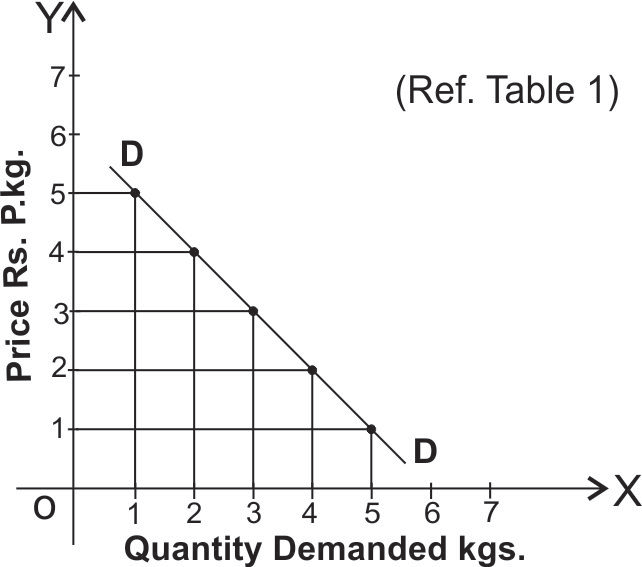 Y
(Ref. Table 1)
7
6
5
4
3
2
1
D
D
Price Rs. P.kg.
O
1 2 3 4 5 6 7
X
Quantity Demanded kgs.